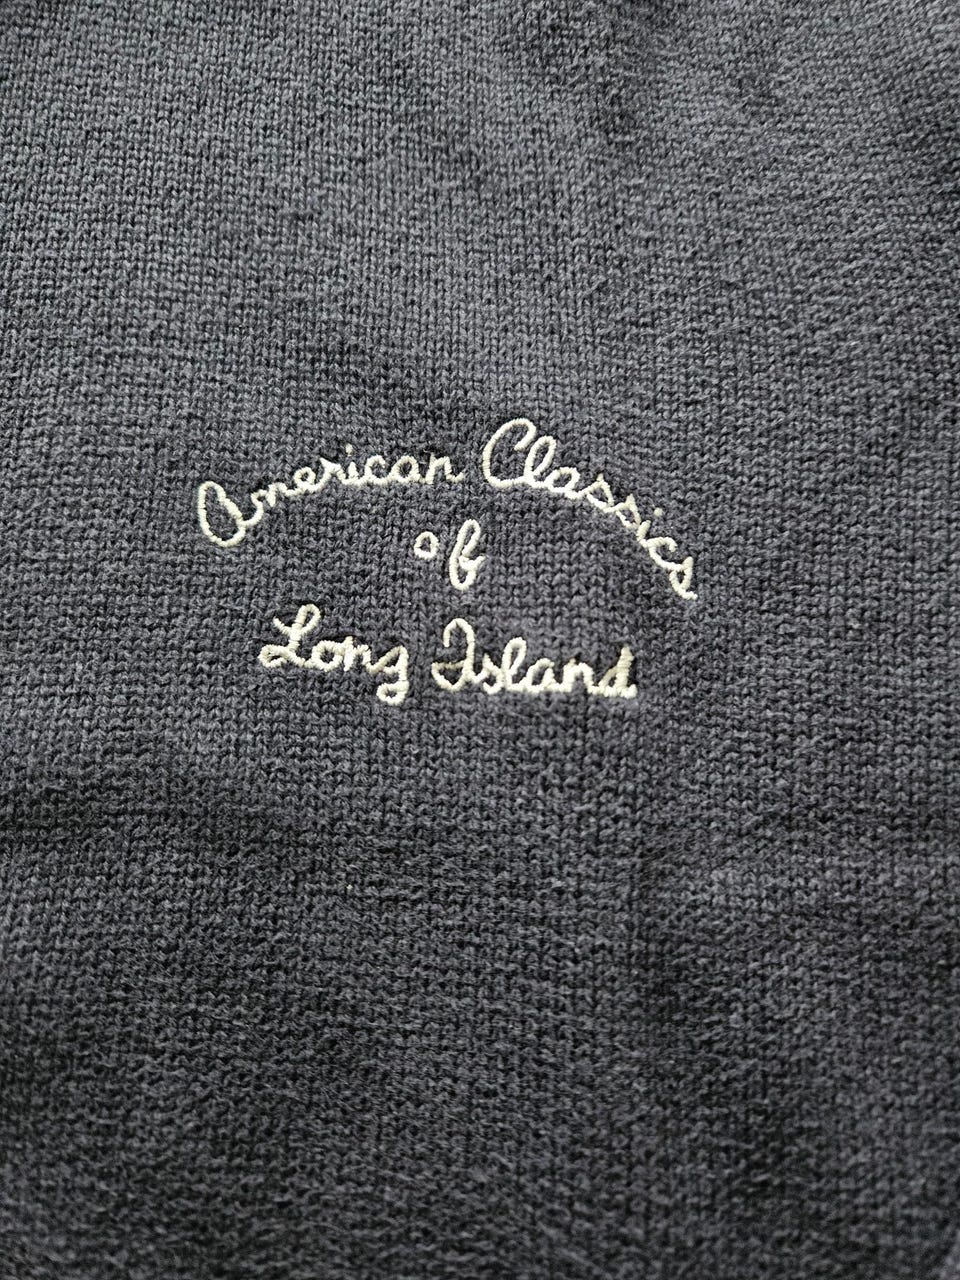 American Classics
of
Long Island